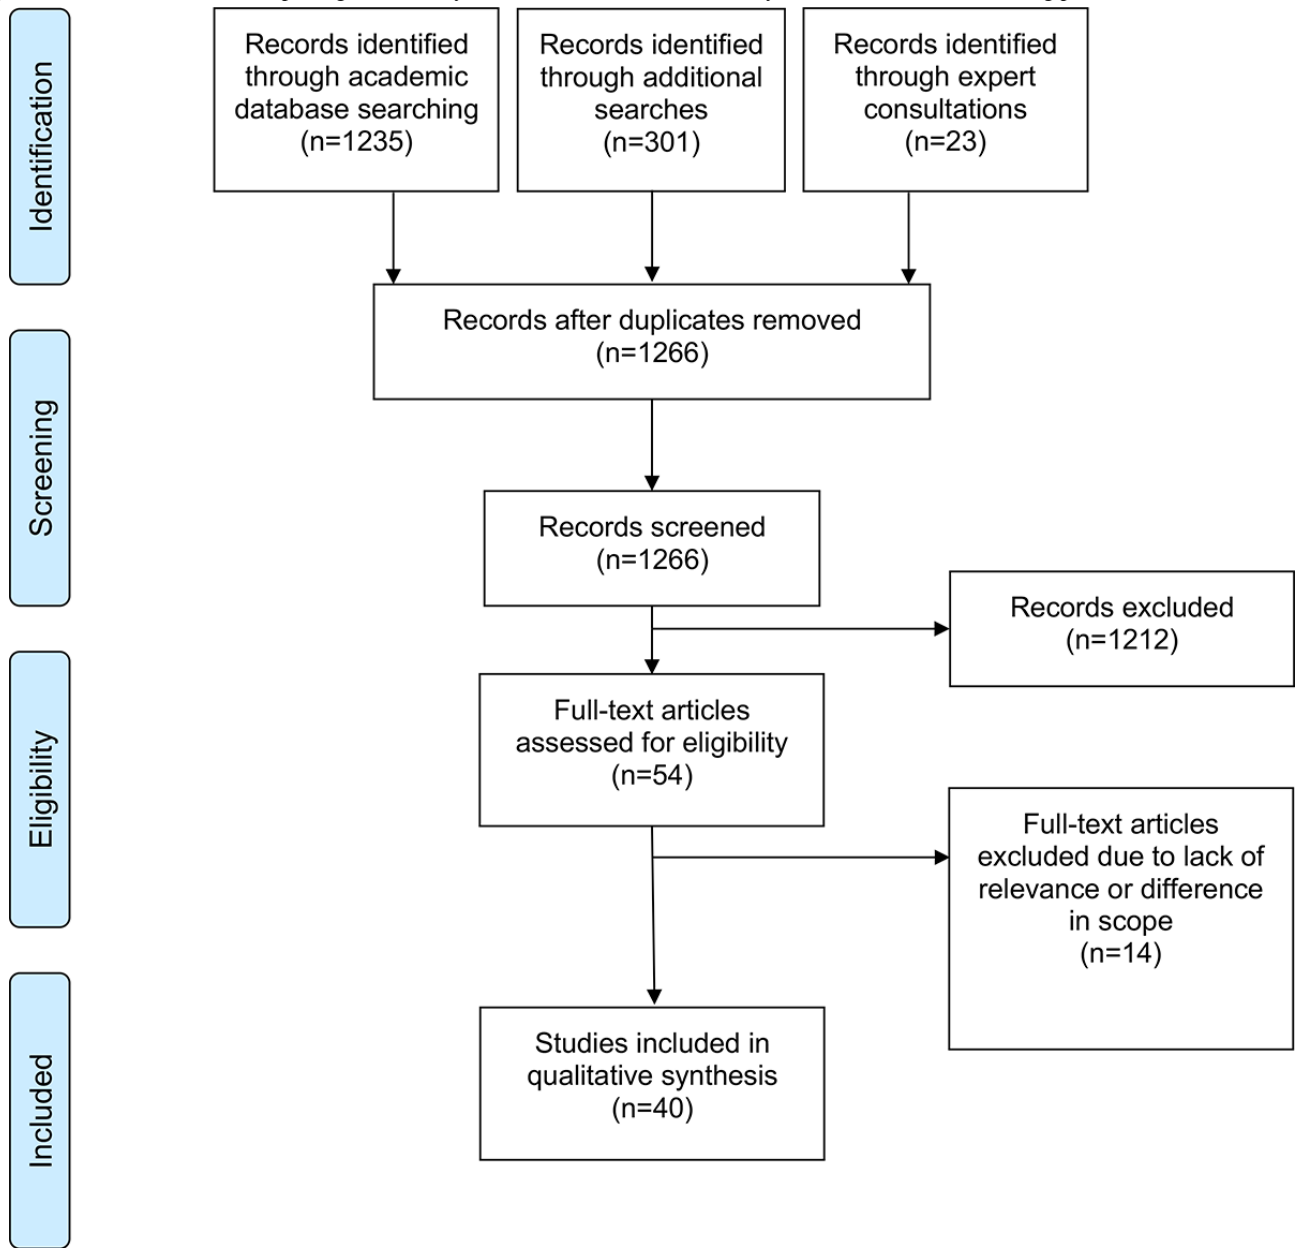 Identification
Records identified
through academic
database searching
(n=1235)
Records identified
through additional
searches
(n=301)
Records identified
through expert
consultations
(n=23)
Records after duplicates removed
(n=1266)
Screening
Records screened
(n=1266)
Records excluded
(n=1212)
Eligibility
Full-text articles
assessed for eligibility
(n=54)
Full-text articles
excluded due to lack of
relevance or difference
in scope
(n=14)
Included
Studies included in
qualitative synthesis
(n=40)